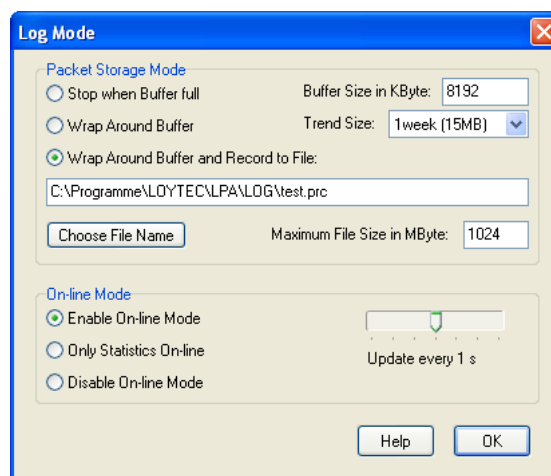 Log Mode
Packet Storage Mode
Stop when Buffer full
Buffer Size in KByte: 8192
Wrap Around Buffer
Trend Size: 1week (15MB)
Wrap Around Buffer and Record to File:
C:\Programme\LOYTEC\LPA\LOG\test.prc
Choose File Name
Maximum File Size in MByte: 1024
On-line Mode
Enable On-line Mode
Only Statistics On-line
Update every 1 s
Disable On-line Mode
Help
OK